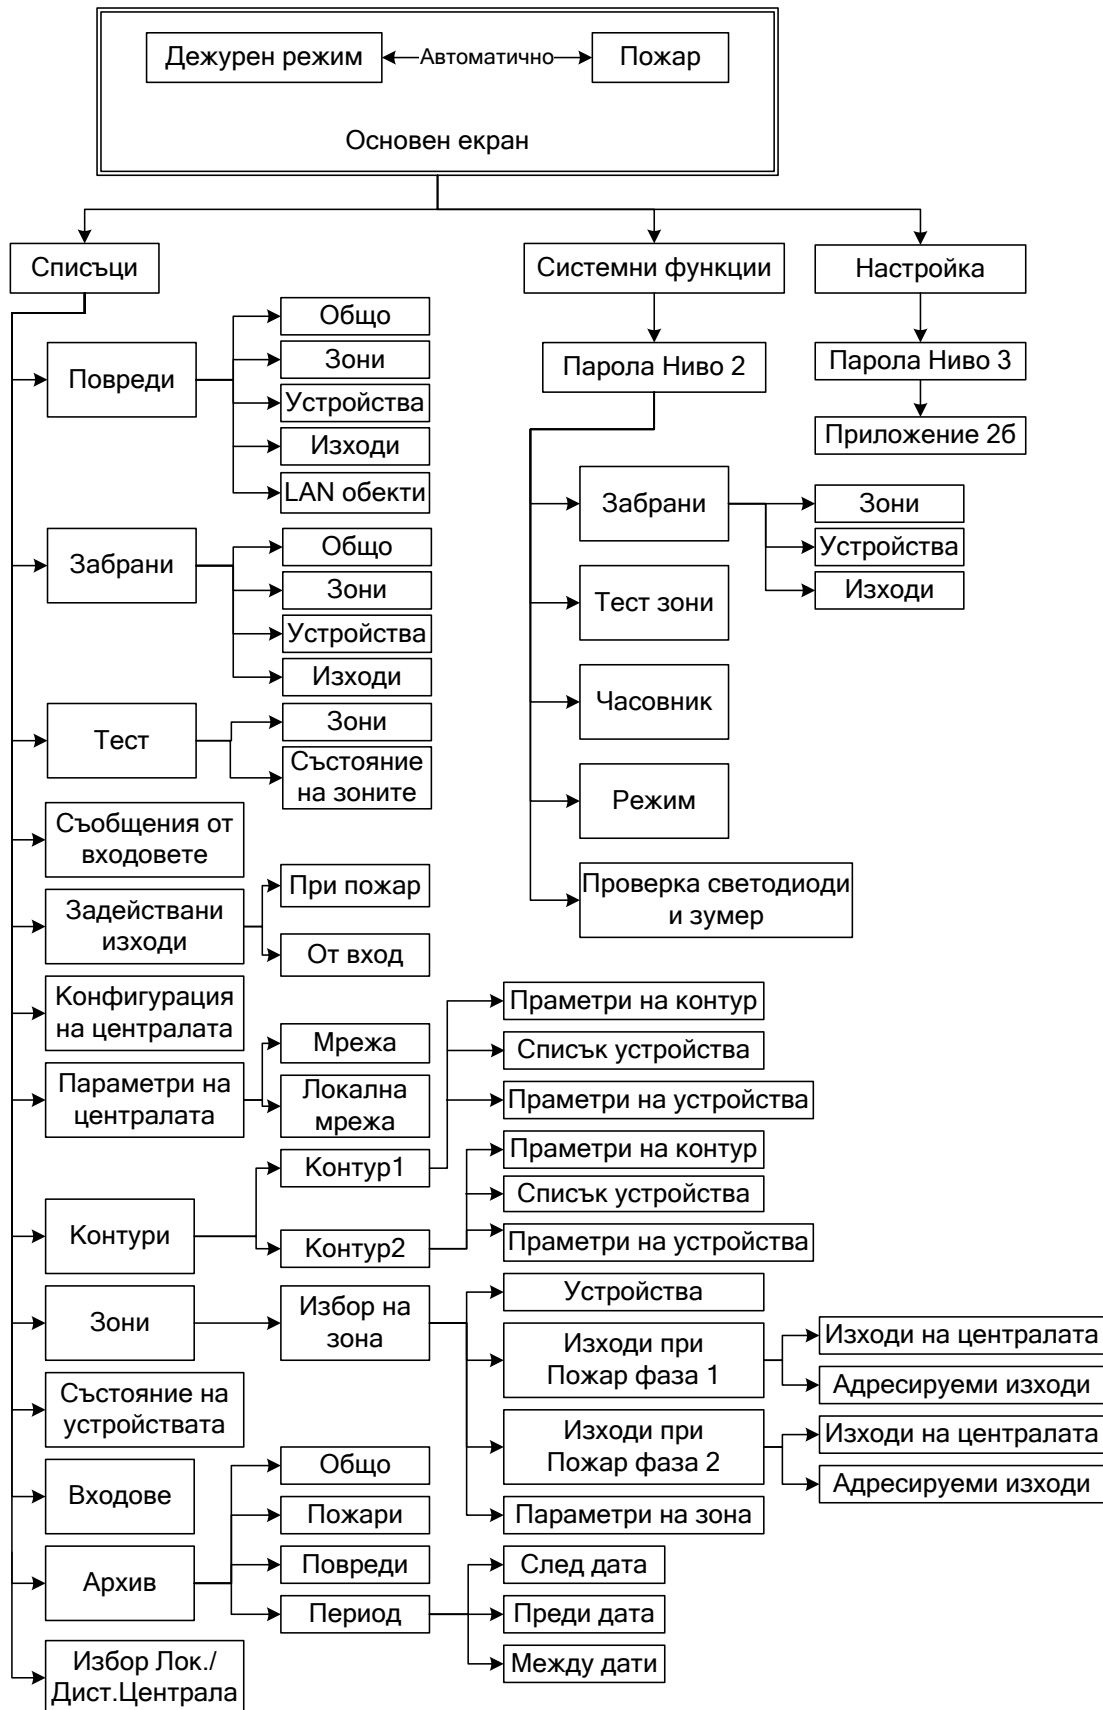 Дежурен режим
Автоматично
Пожар
Основен екран
Списъци
Системни функции
Настройка
Повреди
Общо
Зони
Устройства
Изходи
LAN обекти
Парола Ниво 2
Парола Ниво 3
Приложение 2б
Забрани
Общо
Зони
Устройства
Изходи
Забрани
Зони
Устройства
Изходи
Тест зони
Часовник
Режим
Проверка светодиоди
и зумер
Тест
Зони
Състояние
на зоните
Съобщения от
входовете
Задействани
изходи
При пожар
От вход
Конфигурация
на централата
Параметри на
централата
Мрежа
Локална
мрежа
Контури
Контур1
Праметри на контур
Списък устройства
Праметри на устройства
Контур2
Праметри на контур
Списък устройства
Праметри на устройства
Зони
Избор на
зона
Устройства
Изходи при
Пожар фаза 1
Изходи на централата
Адресируеми изходи
Изходи при
Пожар фаза 2
Изходи на централата
Адресируеми изходи
Параметри на зона
Състояние на
устройствата
Входове
Архив
Общо
Пожари
Повреди
Период
След дата
Преди дата
Между дати
Избор Лок./
Дист.Централа